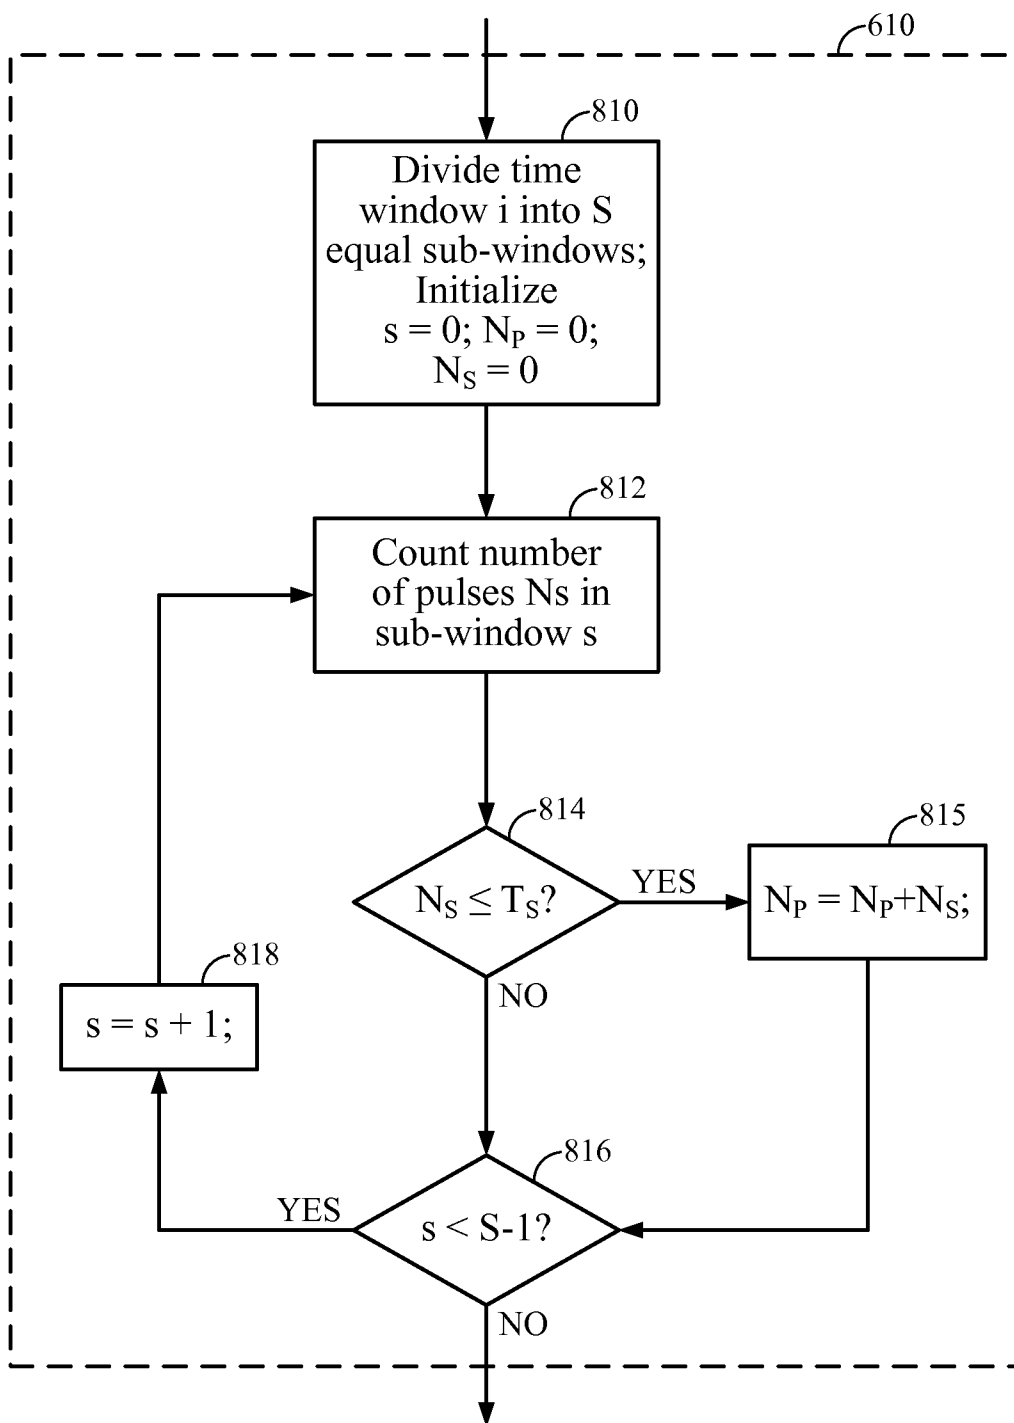 610
810
Divide time
window i into S
equal sub-windows;
Initialize
s = 0; N_P = 0;
N_S = 0
812
Count number
of pulses Ns in
sub-window s
814
N_S ≤ T_S?
YES
815
N_P = N_P+N_S;
NO
818
s = s + 1;
816
s < S-1?
YES
NO